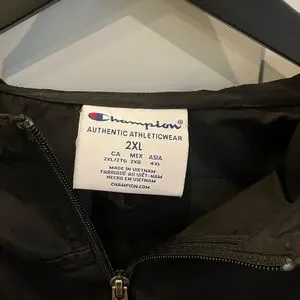 Champion®
AUTHENTIC ATHLETICWEAR
2XL
CA MEX ASIA
2XL/2TG 2XG 4XL
MADE IN VIETNAM
FABRIQUÉ AU VIÊT-NAM
HECHO EN VIETNAM
CHAMPION.COM